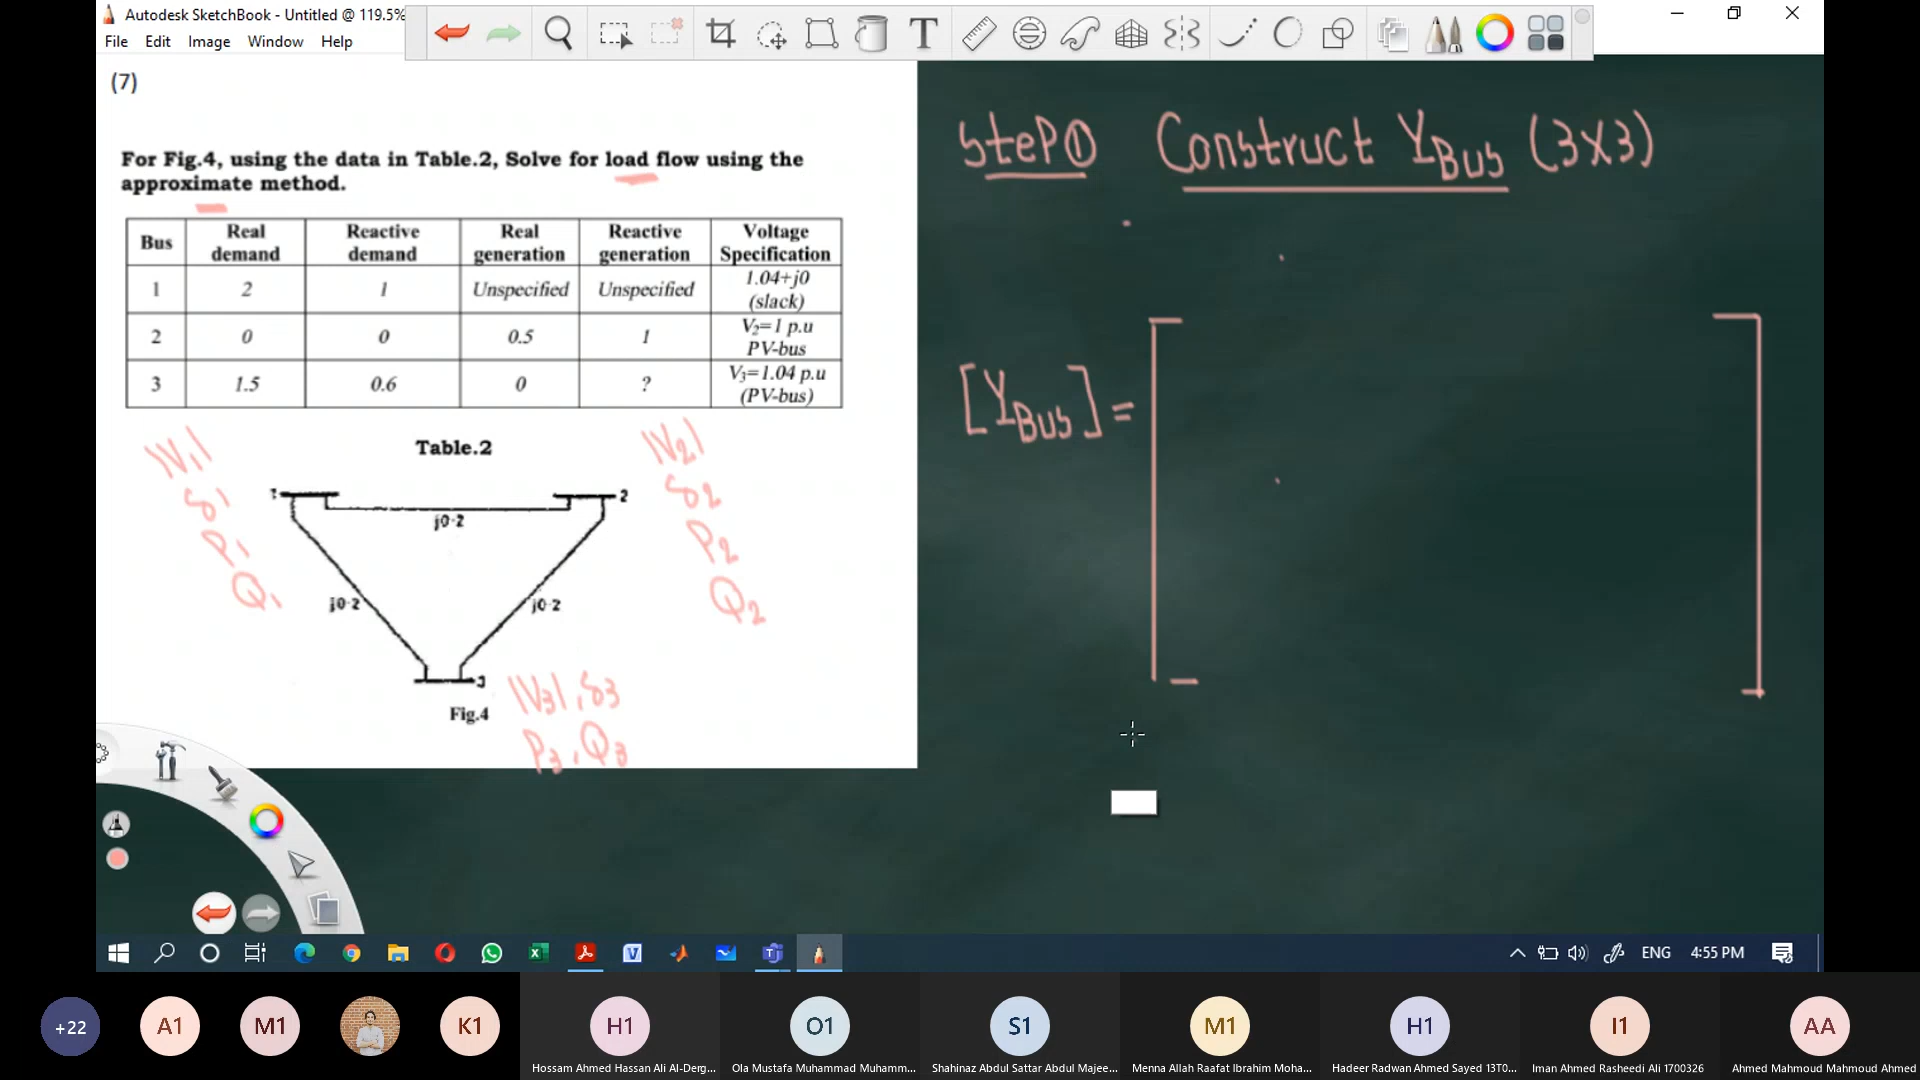 Autodesk SketchBook - Untitled @ 119.5%
File Edit Image Window Help
(7)
For Fig.4, using the data in Table.2, Solve for load flow using the
approximate method.
Bus Real demand Reactive demand Real generation Reactive generation Voltage Specification
1 2 1 Unspecified Unspecified 1.04+j0 (slack)
2 0 0 0.5 1 V2=1 p.u PV-bus
3 1.5 0.6 0 ? V3=1.04 p.u (PV-bus)
Table.2
|V1|
δ1
P1
Q1
|V2|
δ2
P2
Q2
1 2
j0·2
j0·2 j0·2
3
|V3|, δ3
P3, Q3
Fig.4
SteP① Construct YBus (3x3)
[YBus] =
ENG 4:55 PM
+22 A1 M1 K1 H1 O1 S1 M1 H1 I1 AA
Hossam Ahmed Hassan Ali Al-Derg...
Ola Mustafa Muhammad Muhamm...
Shahinaz Abdul Sattar Abdul Majee...
Menna Allah Raafat Ibrahim Moha...
Hadeer Radwan Ahmed Sayed 13T0...
Iman Ahmed Rasheedi Ali 1700326
Ahmed Mahmoud Mahmoud Ahmed